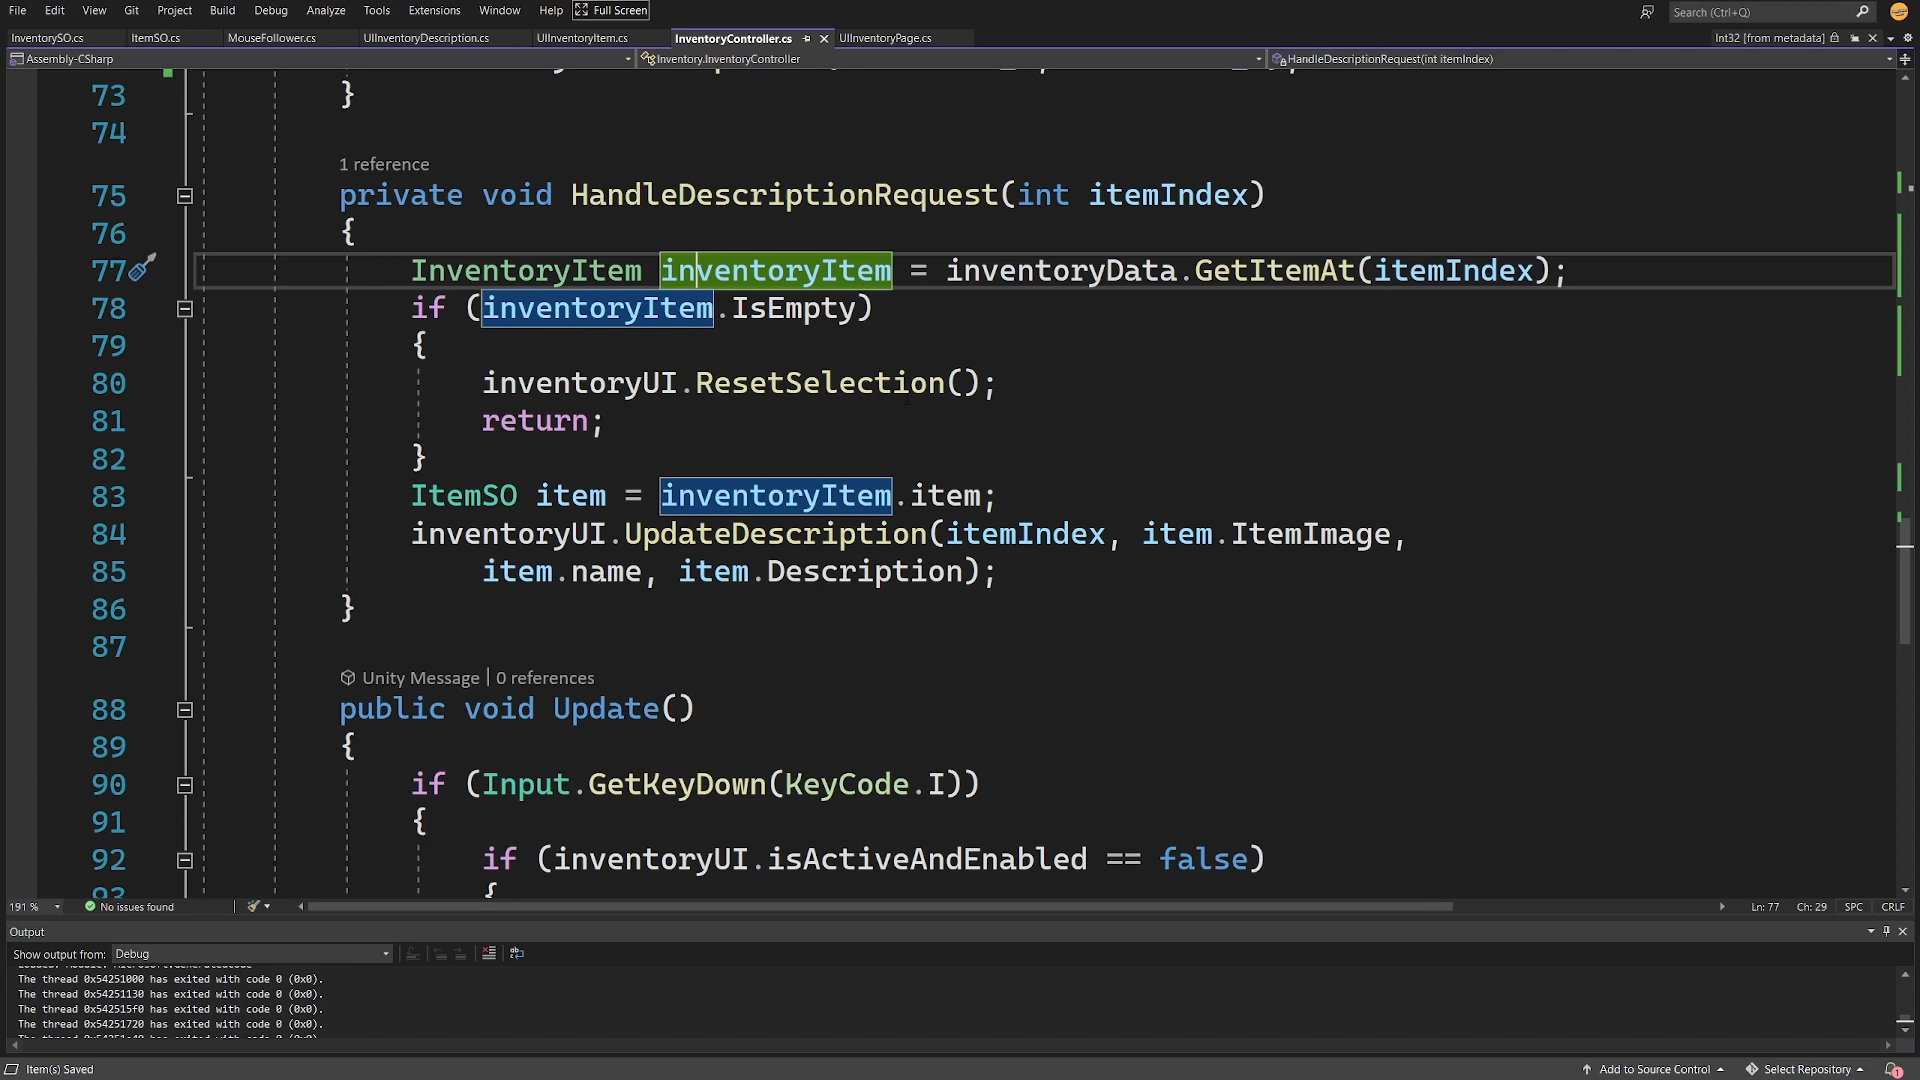 File Edit View Git Project Build Debug Analyze Tools Extensions Window Help Full Screen Search (Ctrl+Q)
InventorySO.cs ItemSO.cs MouseFollower.cs UIInventoryDescription.cs UIInventoryItem.cs InventoryController.cs UIInventoryPage.cs Int32 [from metadata]
Assembly-CSharp Inventory.InventoryController HandleDescriptionRequest(int itemIndex)
73 }
74
1 reference
75 private void HandleDescriptionRequest(int itemIndex)
76 {
77 InventoryItem inventoryItem = inventoryData.GetItemAt(itemIndex);
78 if (inventoryItem.IsEmpty)
79 {
80 inventoryUI.ResetSelection();
81 return;
82 }
83 ItemSO item = inventoryItem.item;
84 inventoryUI.UpdateDescription(itemIndex, item.ItemImage,
85 item.name, item.Description);
86 }
87
Unity Message | 0 references
88 public void Update()
89 {
90 if (Input.GetKeyDown(KeyCode.I))
91 {
92 if (inventoryUI.isActiveAndEnabled == false)
93 {
191 % No issues found Ln: 77 Ch: 29 SPC CRLF
Output
Show output from: Debug
The thread 0x54251000 has exited with code 0 (0x0).
The thread 0x54251130 has exited with code 0 (0x0).
The thread 0x542515f0 has exited with code 0 (0x0).
The thread 0x54251720 has exited with code 0 (0x0).
Item(s) Saved Add to Source Control Select Repository 1